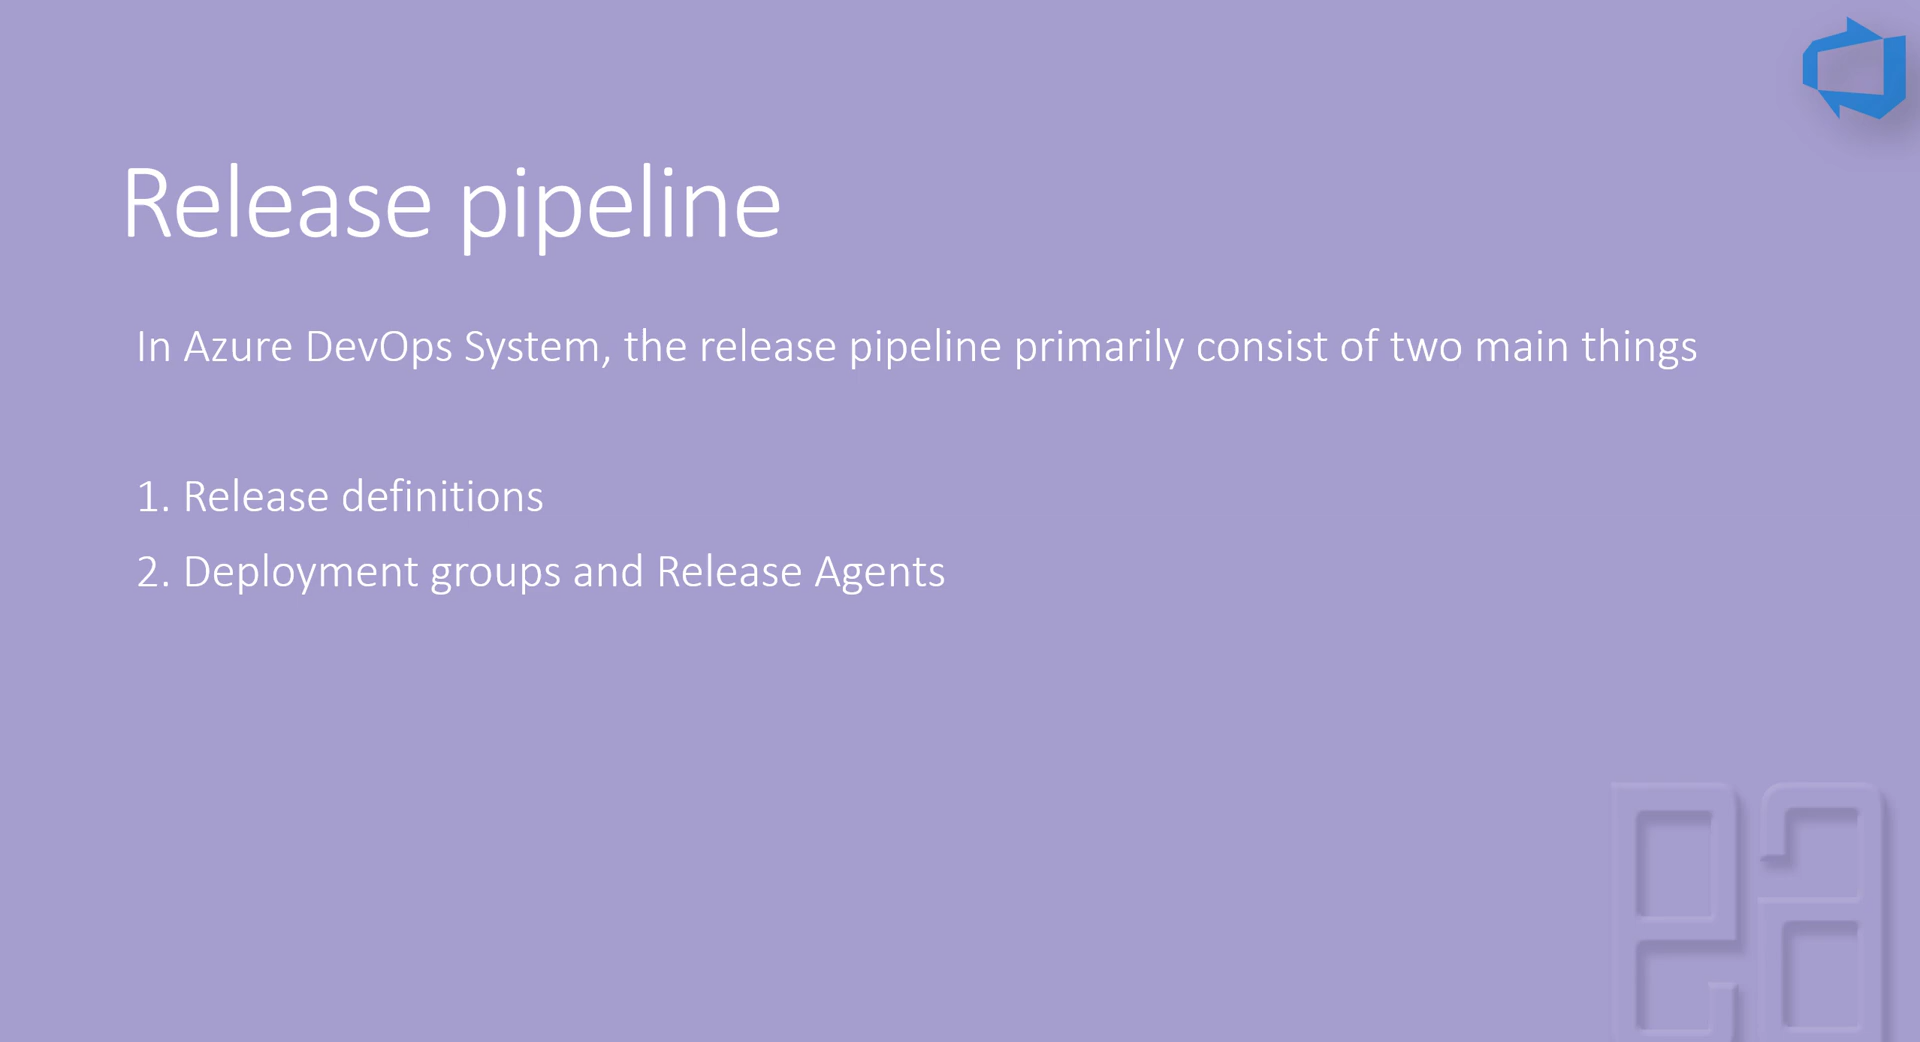 Release pipeline
In Azure DevOps System, the release pipeline primarily consist of two main things
1. Release definitions
2. Deployment groups and Release Agents